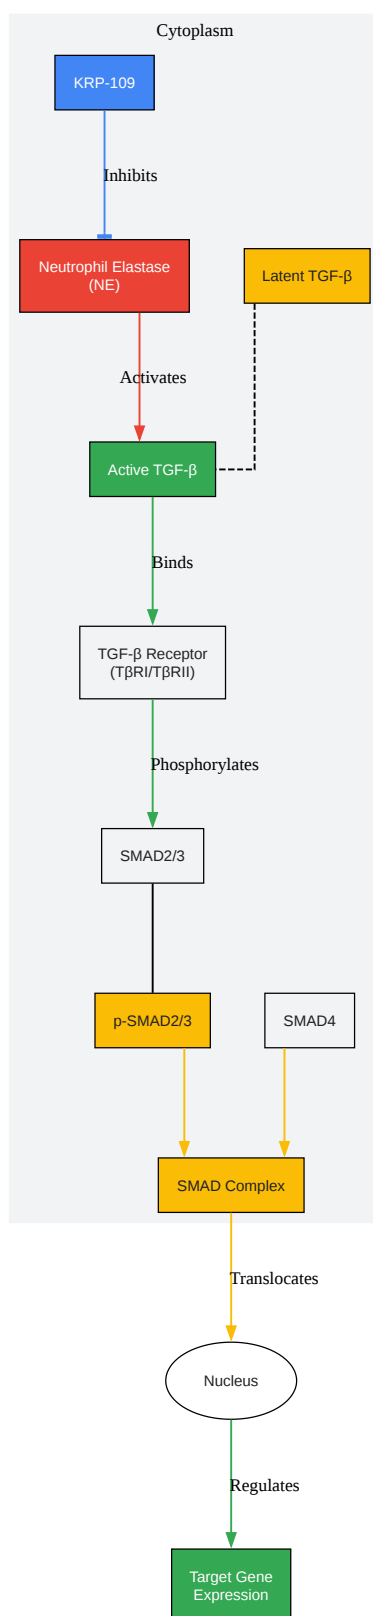 Cytoplasm
KRP-109
Inhibits
Neutrophil Elastase
(NE)
Latent TGF-β
Activates
Active TGF-β
Binds
TGF-β Receptor
(TβRI/TβRII)
Phosphorylates
SMAD2/3
p-SMAD2/3
SMAD4
SMAD Complex
Translocates
Nucleus
Regulates
Target Gene
Expression